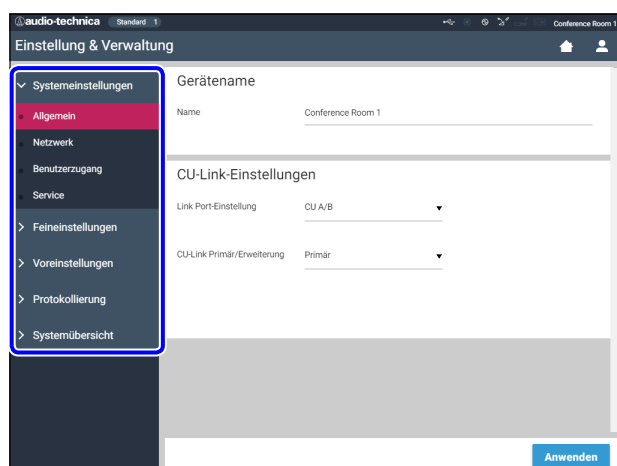 audio-technica Standard 1 Conference Room 1
Einstellung & Verwaltung
Systemeinstellungen
Allgemein
Netzwerk
Benutzerzugang
Service
Feineinstellungen
Voreinstellungen
Protokollierung
Systemübersicht
Gerätename
Name Conference Room 1
CU-Link-Einstellungen
Link Port-Einstellung CU A/B
CU-Link Primär/Erweiterung Primär
Anwenden